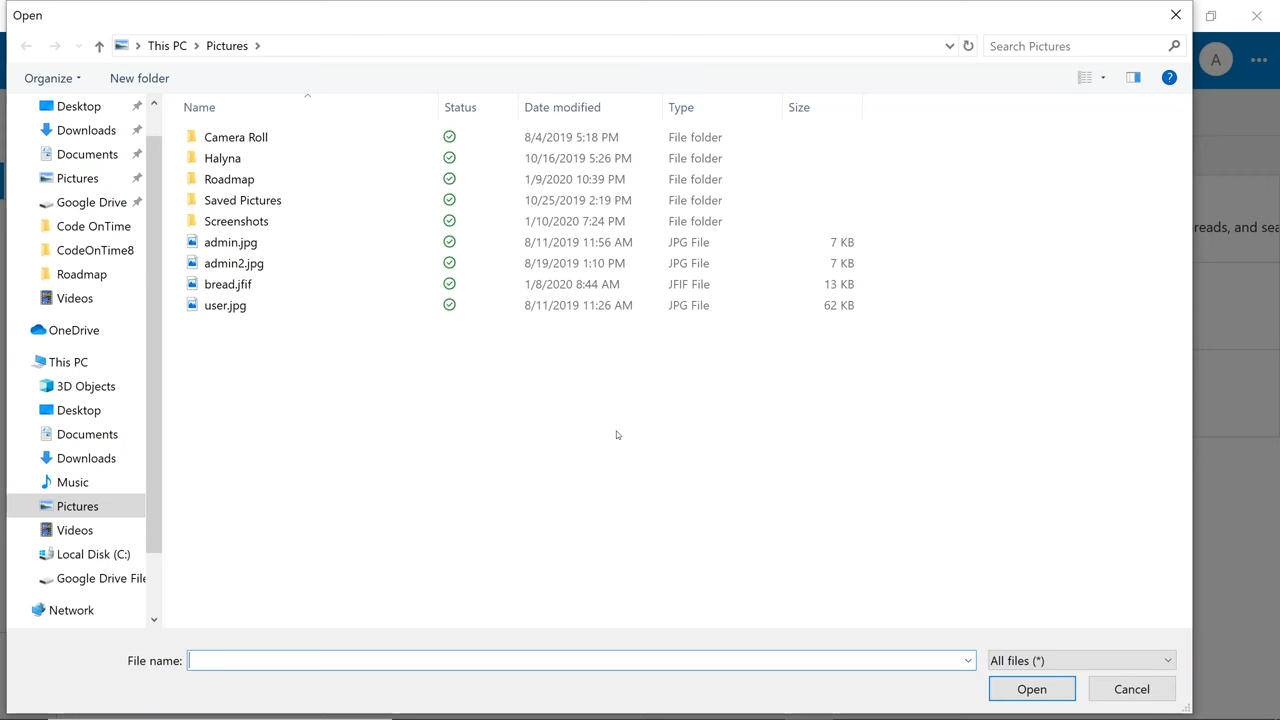 Open
This PC > Pictures >
Search Pictures
A
Organize
New folder
?
Name Status Date modified Type Size
Desktop
Downloads
Documents
Pictures
Google Drive
Code OnTime
CodeOnTime8
Roadmap
Videos
OneDrive
This PC
3D Objects
Desktop
Documents
Downloads
Music
Pictures
Videos
Local Disk (C:)
Google Drive File
Network
Camera Roll 8/4/2019 5:18 PM File folder
Halyna 10/16/2019 5:26 PM File folder
Roadmap 1/9/2020 10:39 PM File folder
Saved Pictures 10/25/2019 2:19 PM File folder
Screenshots 1/10/2020 7:24 PM File folder
admin.jpg 8/11/2019 11:56 AM JPG File 7 KB
admin2.jpg 8/19/2019 1:10 PM JPG File 7 KB
bread.jfif 1/8/2020 8:44 AM JFIF File 13 KB
user.jpg 8/11/2019 11:26 AM JPG File 62 KB
reads, and sea
File name:
All files (*)
Open
Cancel